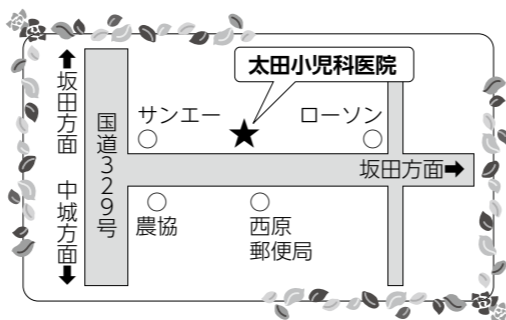 太田小児科医院
坂田方面
中城方面
国道329号
サンエー
ローソン
坂田方面
農協
西原
郵便局